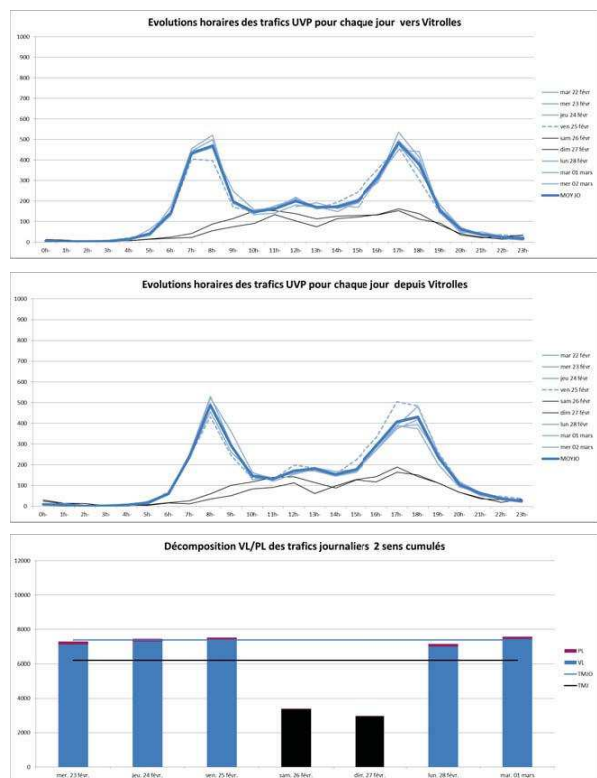 Evolutions horaires des trafics UVP pour chaque jour vers Vitrolles
1000
900
800
700
600
500
400
300
200
100
0
0h 1h 2h 3h 4h 5h 6h 7h 8h 9h 10h 11h 12h 13h 14h 15h 16h 17h 18h 19h 20h 21h 22h 23h
mar 22 févr
mer 23 févr
jeu 24 févr
ven 25 févr
sam 26 févr
dim 27 févr
lun 28 févr
mar 01 mars
mer 02 mars
MOY JO
Evolutions horaires des trafics UVP pour chaque jour depuis Vitrolles
1000
900
800
700
600
500
400
300
200
100
0
0h 1h 2h 3h 4h 5h 6h 7h 8h 9h 10h 11h 12h 13h 14h 15h 16h 17h 18h 19h 20h 21h 22h 23h
mar 22 févr
mer 23 févr
jeu 24 févr
ven 25 févr
sam 26 févr
dim 27 févr
lun 28 févr
mar 01 mars
mer 02 mars
MOYJO
Décomposition VL/PL des trafics journaliers 2 sens cumulés
12000
10000
8000
6000
4000
2000
0
mer. 23 févr. jeu. 24 févr. ven. 25 févr. sam. 26 févr. dim. 27 févr. lun. 28 févr. mar. 01 mars
PL
VL
TMJO
TMJ